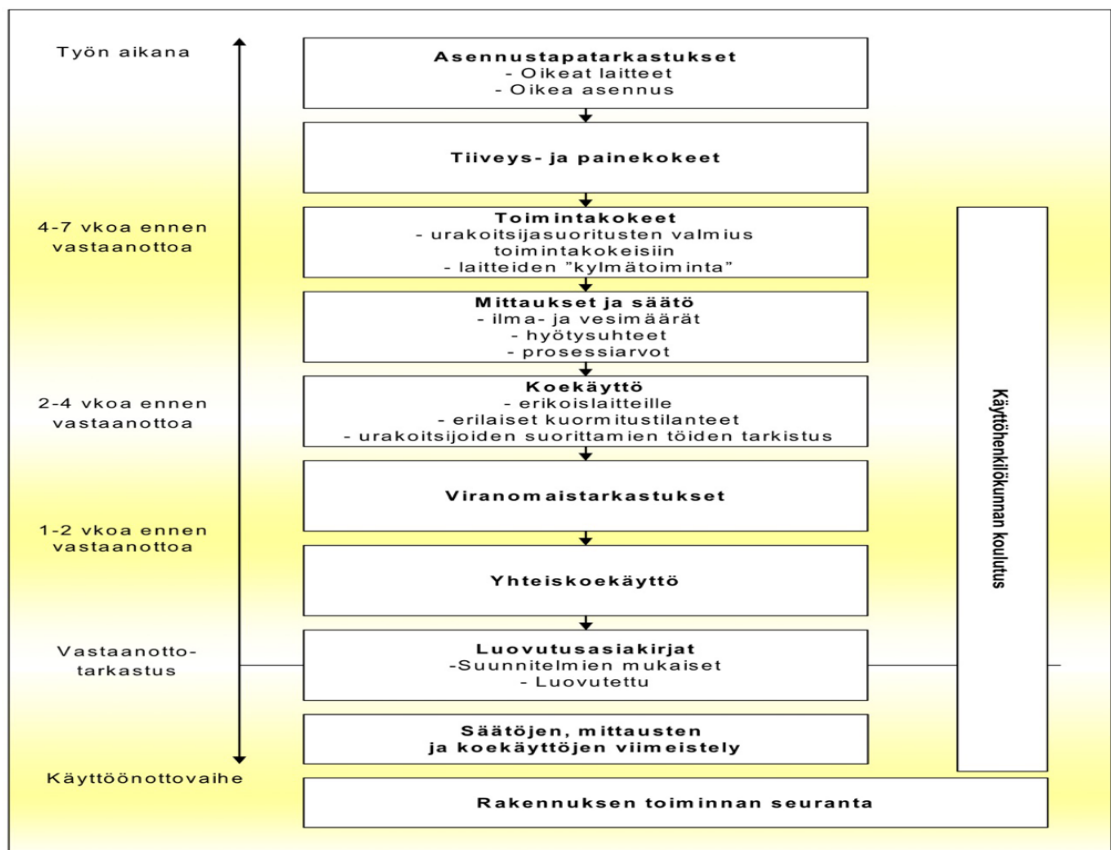 Työn aikana
Asennustapatarkastukset
- Oikeat laitteet
- Oikea asennus
Tiiveys- ja painekokeet
4-7 vkoa ennen
vastaanottoa
Toimintakokeet
- urakoitsijasuoritusten valmius
toimintakokeisiin
- laitteiden "kylmätoiminta"
Mittaukset ja säätö
- ilma- ja vesimäärät
- hyötysuhteet
- prosessiarvot
2-4 vkoa ennen
vastaanottoa
Koekäyttö
- erikoislaitteille
- erilaiset kuormitustilanteet
- urakoitsijoiden suorittamien töiden tarkistus
Viranomaistarkastukset
1-2 vkoa ennen
vastaanottoa
Yhteiskoekäyttö
Vastaanotto-
tarkastus
Luovutusasiakirjat
-Suunnitelmien mukaiset
- Luovutettu
Säätöjen, mittausten
ja koekäyttöjen viimeistely
Käyttöönottovaihe
Rakennuksen toiminnan seuranta
Käyttöhenkilökunnan koulutus